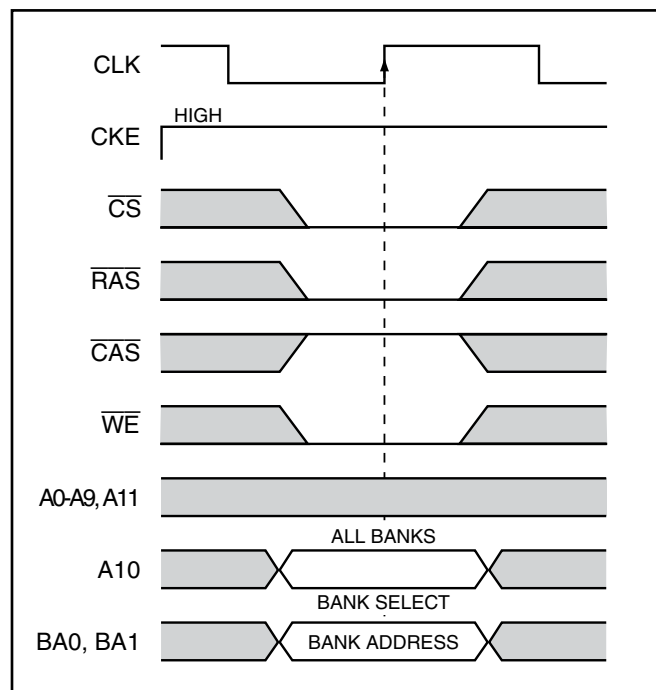 CLK
HIGH
CKE
CS
RAS
CAS
WE
A0-A9, A11
ALL BANKS
A10
BANK SELECT
BA0, BA1 BANK ADDRESS